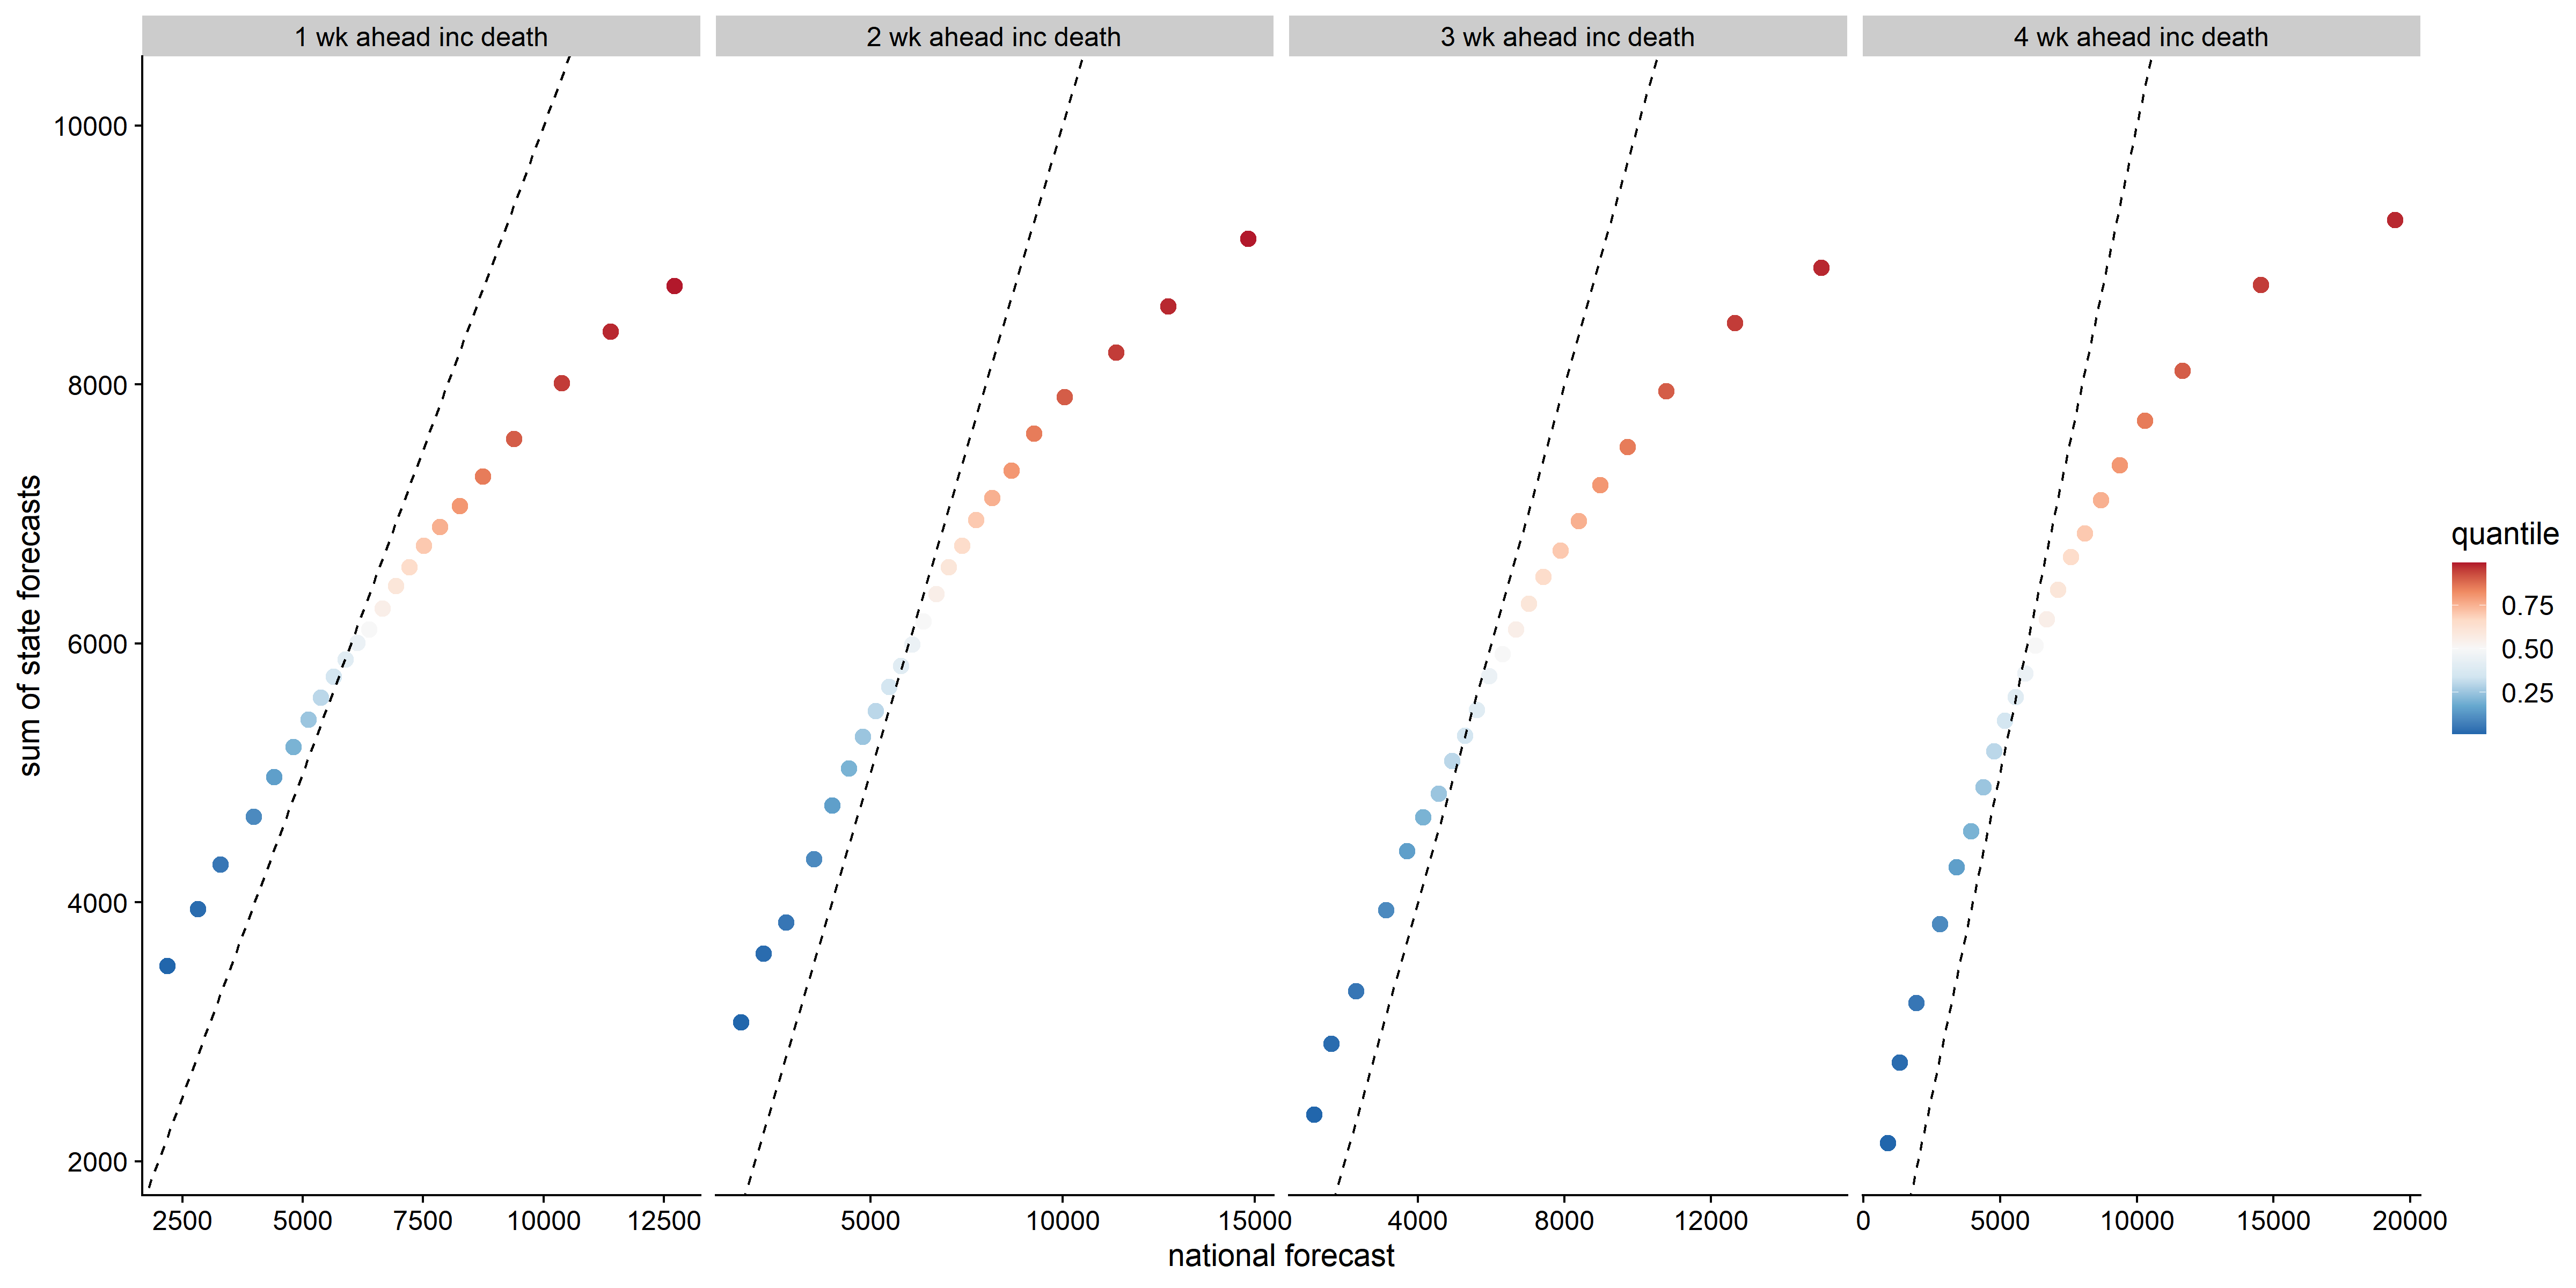 1 wk ahead inc death
2 wk ahead inc death
3 wk ahead inc death
4 wk ahead inc death
10000
8000
6000
4000
2000
sum of state forecasts
2500 5000 7500 10000 12500
5000 10000 15000
4000 8000 12000
0 5000 10000 15000 20000
national forecast
quantile
0.75
0.50
0.25